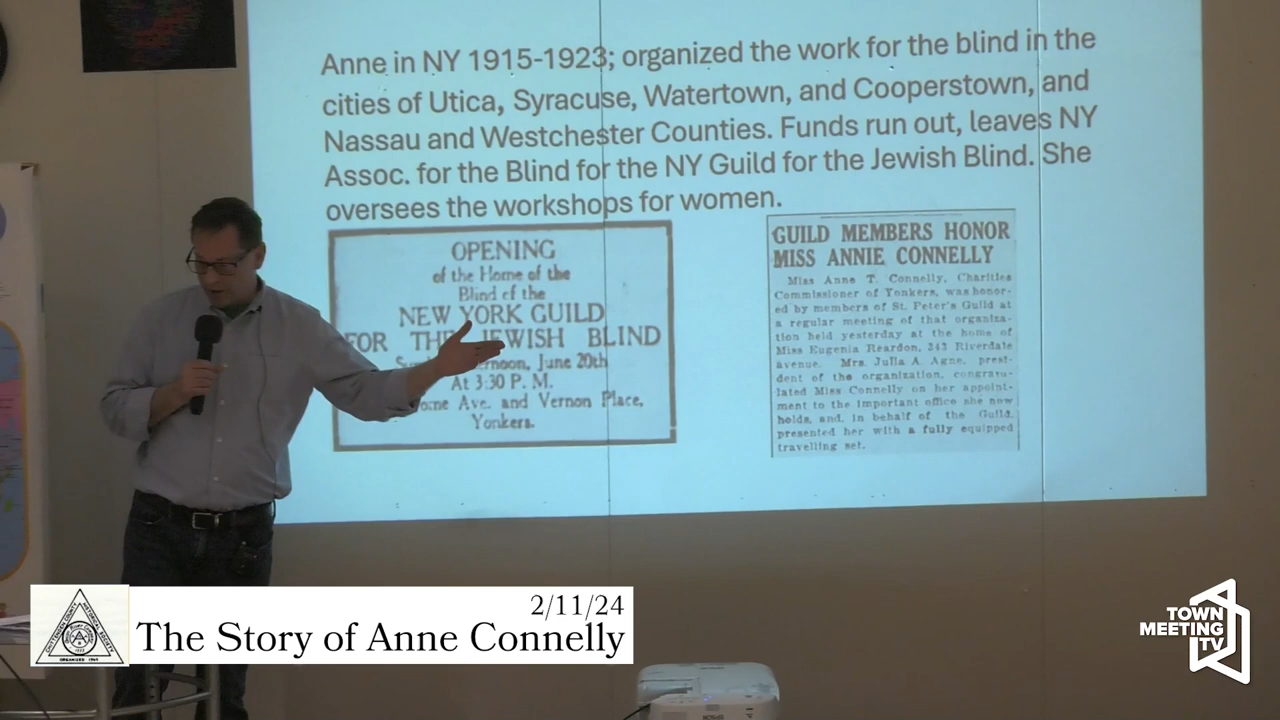 Anne in NY 1915-1923; organized the work for the blind in the
cities of Utica, Syracuse, Watertown, and Cooperstown, and
Nassau and Westchester Counties. Funds run out, leaves NY
Assoc. for the Blind for the NY Guild for the Jewish Blind. She
oversees the workshops for women.
OPENING
of the Home of the
Blind of the
NEW YORK GUILD
FOR THE JEWISH BLIND
June 20th
At 3:30 P. M.
Ave. and Vernon Place,
Yonkers.
GUILD MEMBERS HONOR
MISS ANNIE CONNELLY
Miss Anne T. Connelly, Charities
Commissioner of Yonkers, was honor-
ed by members of St. Peter's Guild at
a regular meeting of that organiza-
tion held yesterday at the home of
Miss Eugenia Reardon, 243 Riverdale
avenue. Mrs. Julia A. Agne, presi-
dent of the organization, congratu-
lated Miss Connelly on her appoint-
ment to the important office she now
holds, and, in behalf of the Guild,
presented her with a fully equipped
travelling set.
2/11/24
The Story of Anne Connelly
TOWN
MEETING
TV